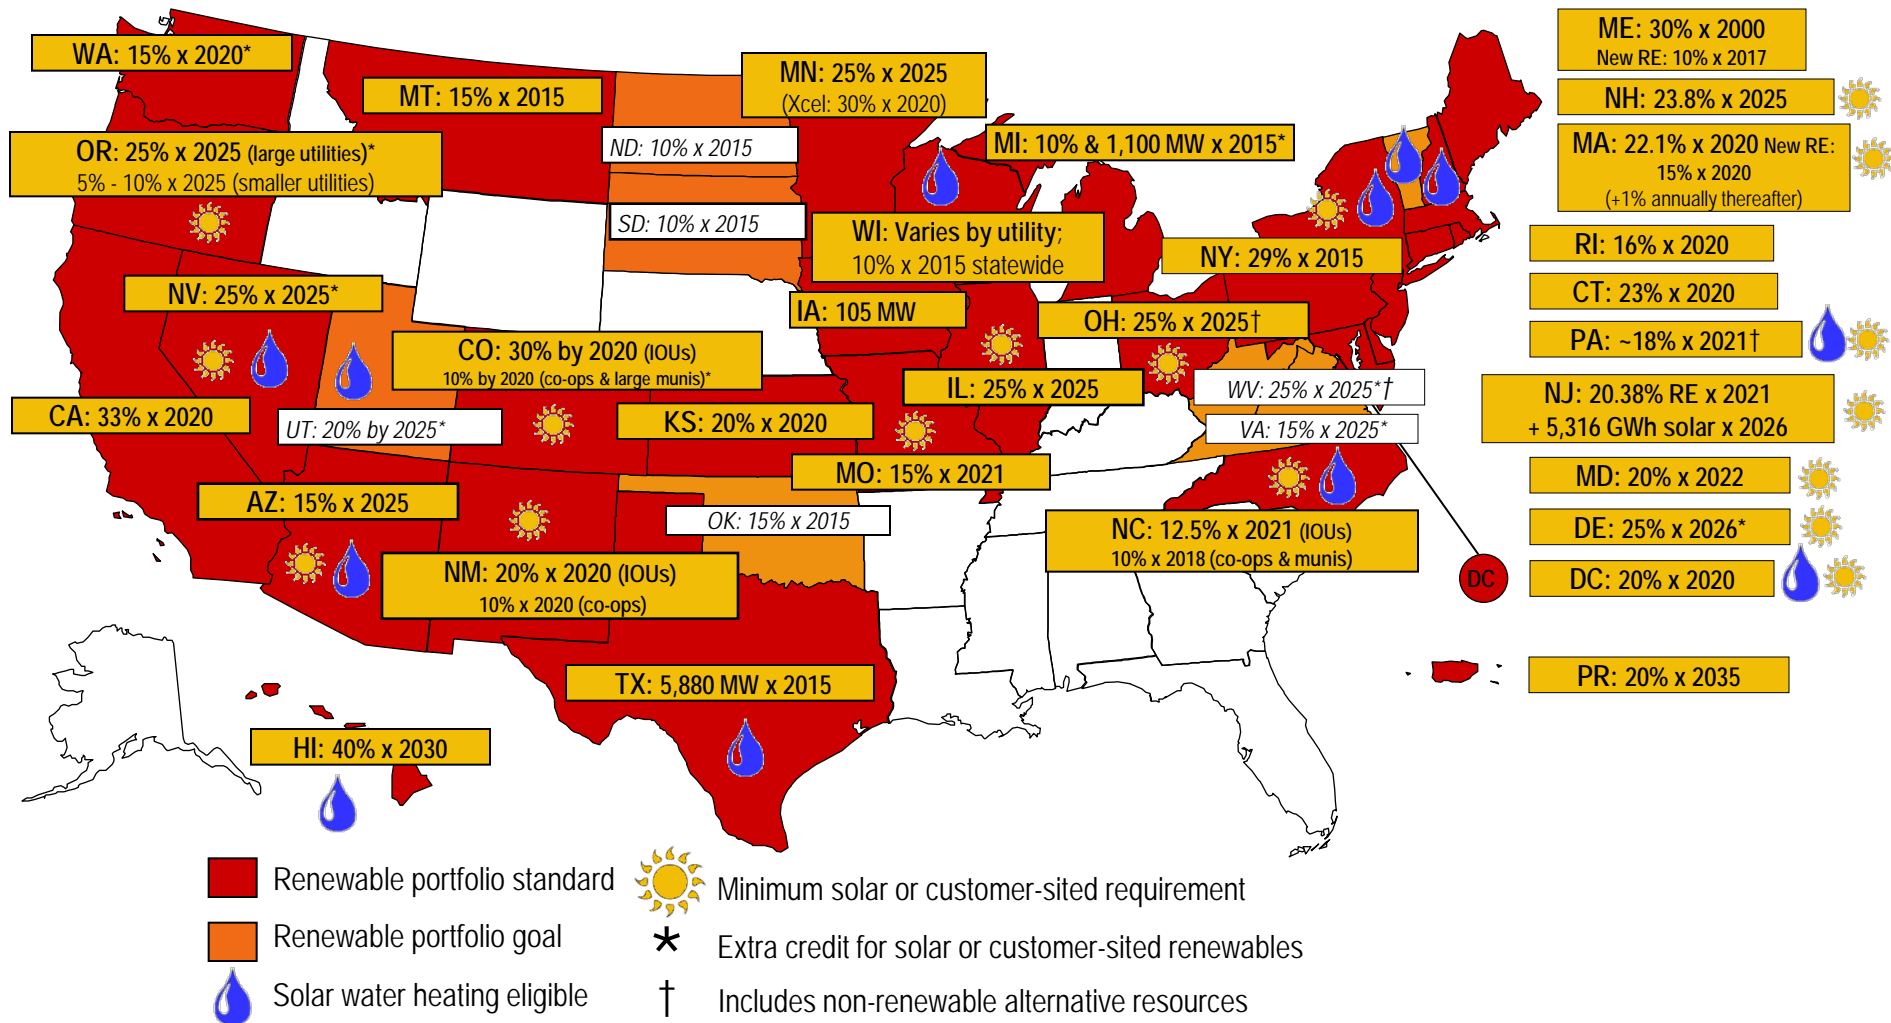 WA: 15% x 2020*
MT: 15% x 2015
MN: 25% x 2025
(Xcel: 30% x 2020)
ME: 30% x 2000
New RE: 10% x 2017
NH: 23.8% x 2025
OR: 25% x 2025 (large utilities)*
5% - 10% x 2025 (smaller utilities)
ND: 10% x 2015
MI: 10% & 1,100 MW x 2015*
MA: 22.1% x 2020 New RE:
15% x 2020
(+1% annually thereafter)
SD: 10% x 2015
WI: Varies by utility;
10% x 2015 statewide
NY: 29% x 2015
RI: 16% x 2020
NV: 25% x 2025*
IA: 105 MW
OH: 25% x 2025†
CT: 23% x 2020
CO: 30% by 2020 (IOUs)
10% by 2020 (co-ops & large munis)*
PA: ~18% x 2021†
IL: 25% x 2025
WV: 25% x 2025*†
NJ: 20.38% RE x 2021
+ 5,316 GWh solar x 2026
CA: 33% x 2020
UT: 20% by 2025*
KS: 20% x 2020
VA: 15% x 2025*
MO: 15% x 2021
MD: 20% x 2022
AZ: 15% x 2025
OK: 15% x 2015
NC: 12.5% x 2021 (IOUs)
10% x 2018 (co-ops & munis)
DE: 25% x 2026*
NM: 20% x 2020 (IOUs)
10% x 2020 (co-ops)
DC
DC: 20% x 2020
TX: 5,880 MW x 2015
PR: 20% x 2035
HI: 40% x 2030
Renewable portfolio standard
Minimum solar or customer-sited requirement
Renewable portfolio goal
* Extra credit for solar or customer-sited renewables
Solar water heating eligible
† Includes non-renewable alternative resources